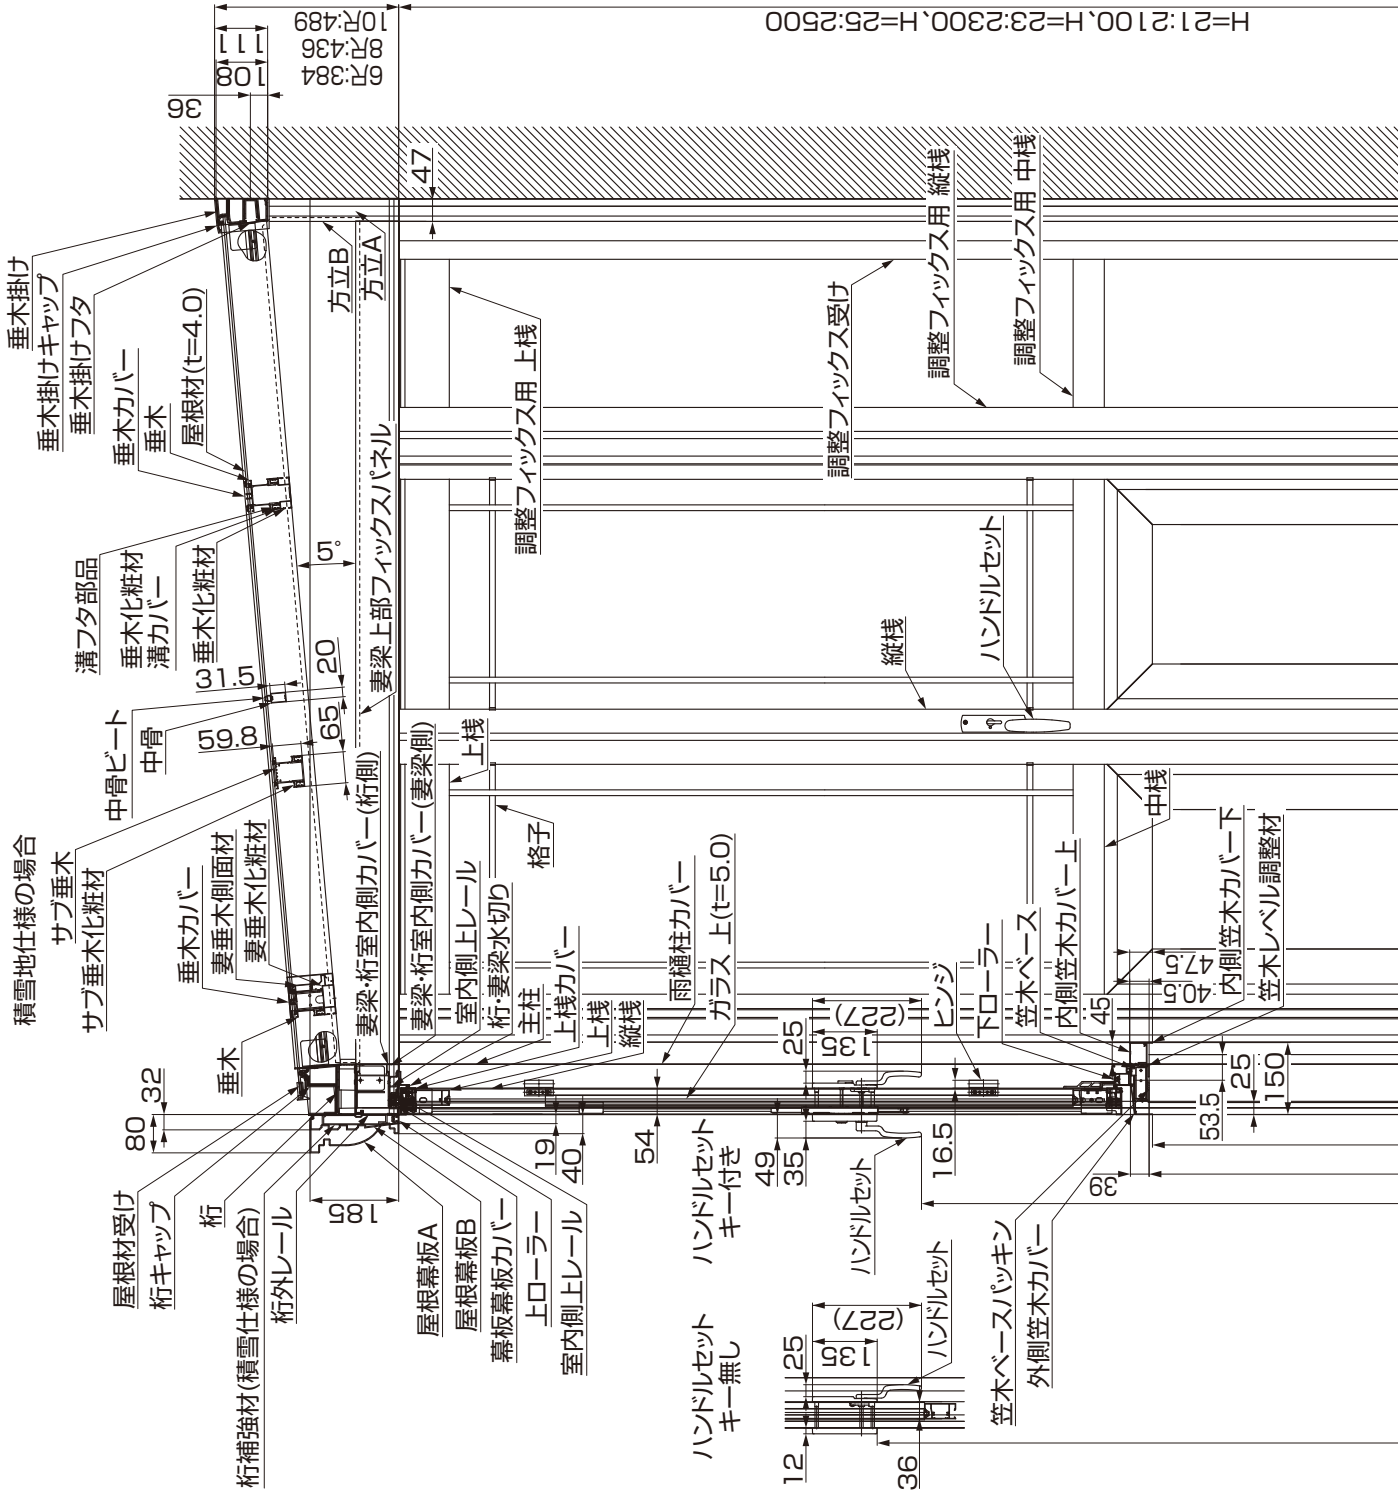 H=21:2100、H=23:2300、H=25:2500
10尺:489
8尺:436
6尺:384
111
108
36
47
垂木掛け
垂木掛けキャップ
垂木掛けフタ
垂木カバー
垂木
屋根材(t=4.0)
方立B
方立A
調整フィックス用 上桟
調整フィックス受け
調整フィックス用 縦桟
調整フィックス用 中桟
溝フタ部品
垂木化粧材
溝カバー
垂木化粧材
5°
妻梁上部フィックスパネル
31.5
20
59.8
65
中骨ビート
中骨
縦桟
ハンドルセット
積雪地仕様の場合
サブ垂木
サブ垂木化粧材
垂木カバー
妻垂木側面材
妻垂木化粧材
垂木
妻梁・桁室内側カバー(桁側)
妻梁・桁室内側カバー(妻梁側)
上桟
室内側上レール
桁・妻梁水切り
格子
主柱
上桟カバー
上桟
縦桟
雨樋柱カバー
ガラス 上(t=5.0)
中桟
ヒンジ
下ローラー
笠木ベース
内側笠木カバー上
内側笠木カバー下
笠木レベル調整材
47.5
40.5
45
25
150
53.5
39
32
80
185
屋根材受け
桁キャップ
桁
桁補強材(積雪仕様の場合)
桁外レール
屋根幕板A
屋根幕板B
幕板幕板カバー
上ローラー
室内側上レール
19
40
54
(227)
135
25
49
35
16.5
ハンドルセット
キー付き
ハンドルセット
ハンドルセット
キー無し
(227)
135
25
12
36
ハンドルセット
笠木ベースパッキン
外側笠木カバー